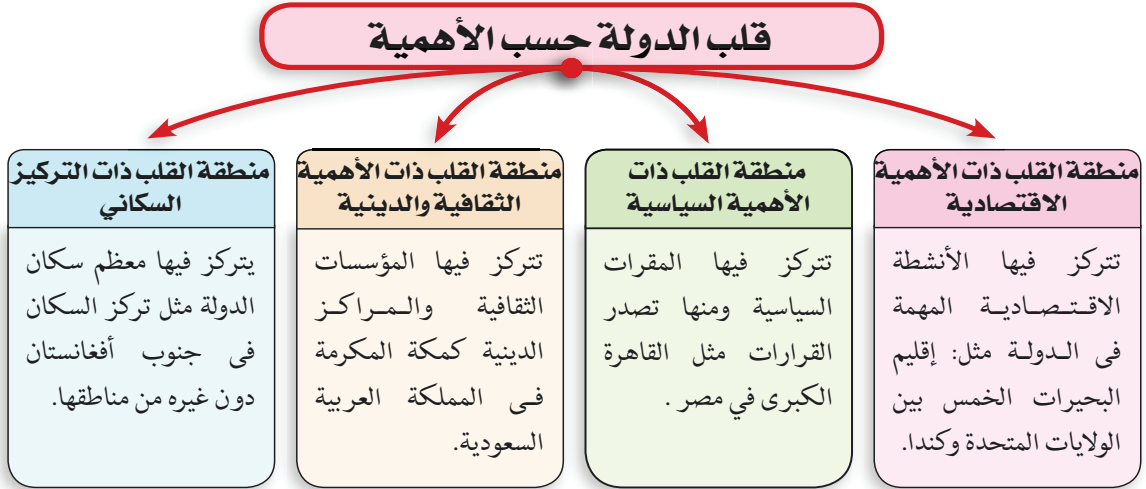 قلب الدولة حسب الأهمية
منطقة القلب ذات الأهمية
الاقتصادية
تتركز فيها الأنشطة
الاقتصادية المهمة
فى الدولة مثل: إقليم
البحيرات الخمس بين
الولايات المتحدة وكندا.
منطقة القلب ذات
الأهمية السياسية
تتركز فيها المقرات
السياسية ومنها تصدر
القرارات مثل القاهرة
الكبرى في مصر .
منطقة القلب ذات الأهمية
الثقافية والدينية
تتركز فيها المؤسسات
الثقافية والمراكز
الدينية كمكة المكرمة
فى المملكة العربية
السعودية.
منطقة القلب ذات التركيز
السكاني
يتركز فيها معظم سكان
الدولة مثل تركز السكان
فى جنوب أفغانستان
دون غيره من مناطقها.